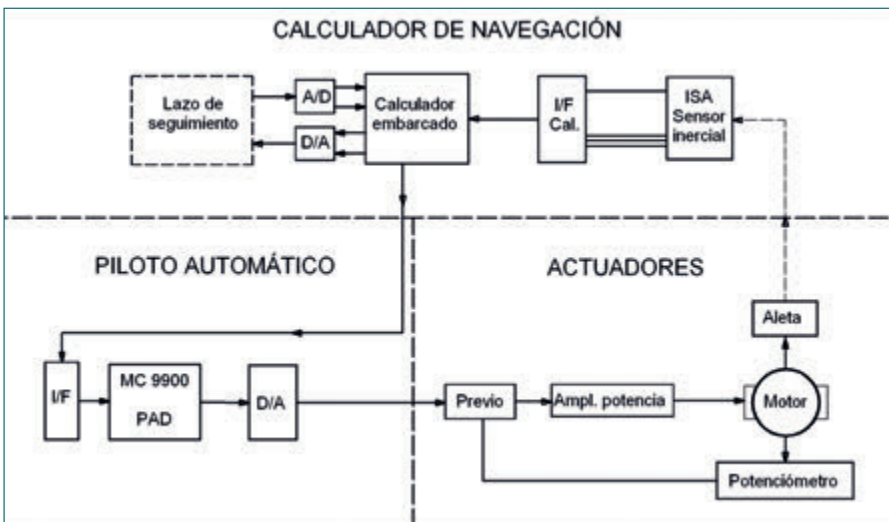 CALCULADOR DE NAVEGACIÓN
Lazo de
seguimiento
A/D
D/A
Calculador
embarcado
I/F
Cal.
ISA
Sensor
inercial
PILOTO AUTOMÁTICO
I/F
MC 9900
PAD
D/A
ACTUADORES
Aleta
Previo
Ampl. potencia
Motor
Potenciómetro